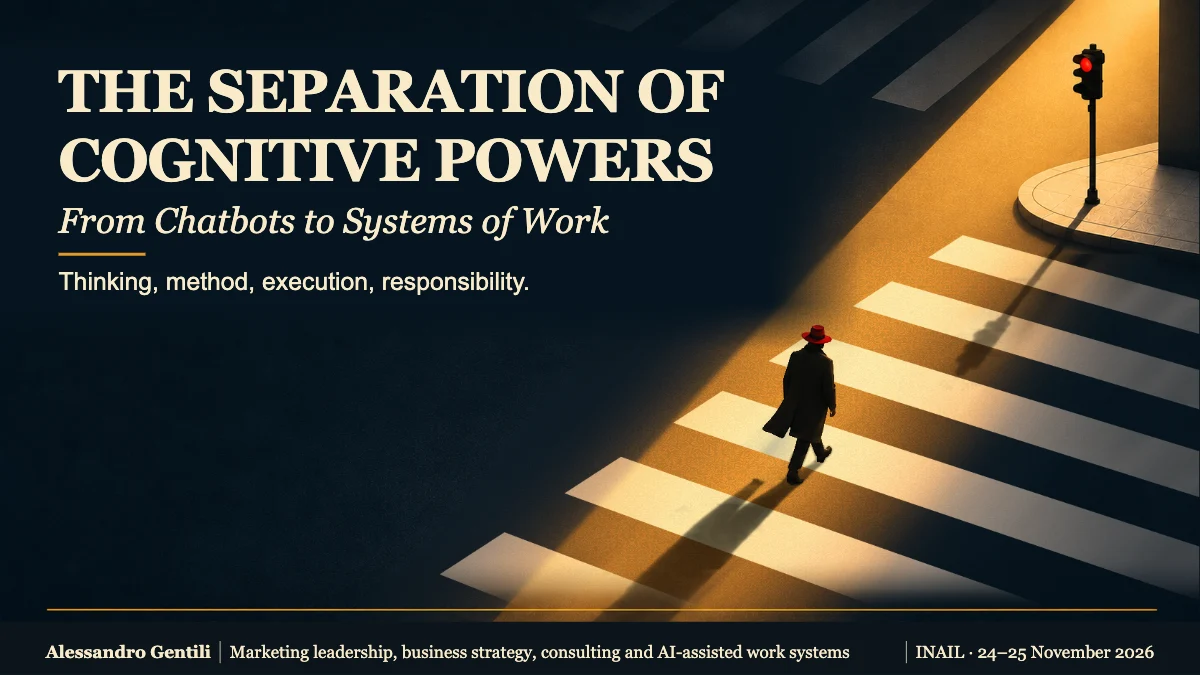 THE SEPARATION OF
COGNITIVE POWERS
From Chatbots to Systems of Work
Thinking, method, execution, responsibility.
Alessandro Gentili | Marketing leadership, business strategy, consulting and AI-assisted work systems | INAIL · 24–25 November 2026